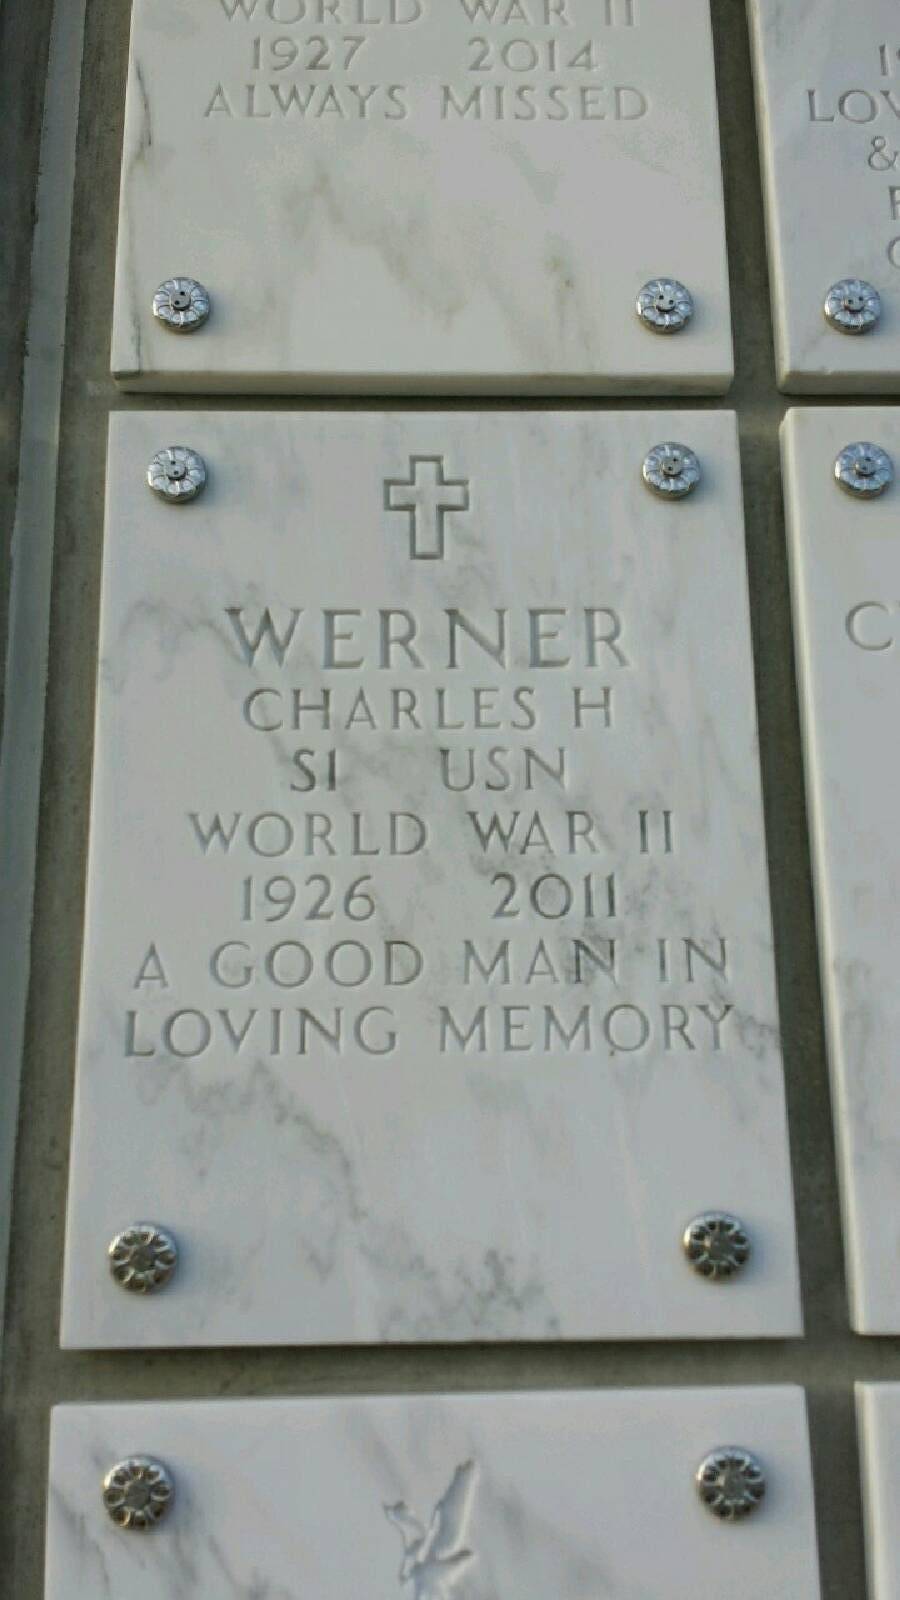 WORLD WAR II
1927 2014
ALWAYS MISSED
&
WERNER
CHARLES H
S1 USN
WORLD WAR II
1926 2011
A GOOD MAN IN
LOVING MEMORY